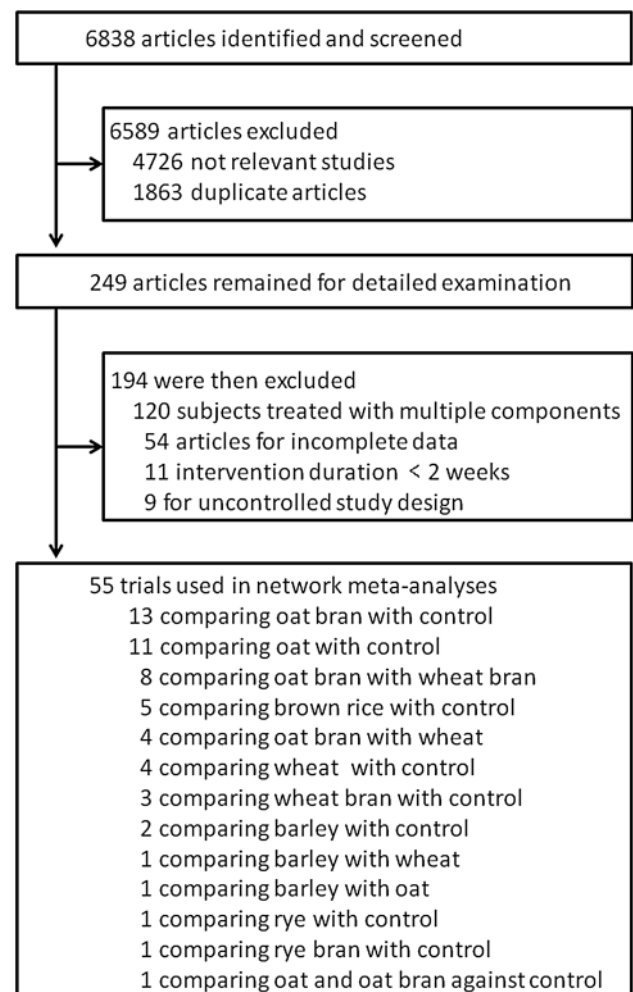 6838 articles identified and screened
6589 articles excluded
4726 not relevant studies
1863 duplicate articles
249 articles remained for detailed examination
194 were then excluded
120 subjects treated with multiple components
54 articles for incomplete data
11 intervention duration < 2 weeks
9 for uncontrolled study design
55 trials used in network meta-analyses
13 comparing oat bran with control
11 comparing oat with control
8 comparing oat bran with wheat bran
5 comparing brown rice with control
4 comparing oat bran with wheat
4 comparing wheat with control
3 comparing wheat bran with control
2 comparing barley with control
1 comparing barley with wheat
1 comparing barley with oat
1 comparing rye with control
1 comparing rye bran with control
1 comparing oat and oat bran against control